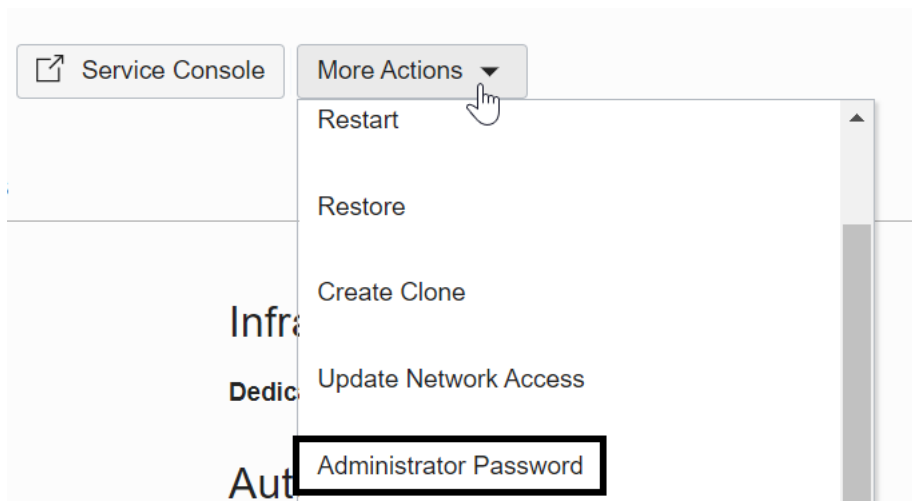 Service Console
More Actions
Restart
Restore
Create Clone
Infra
Update Network Access
Dedic
Administrator Password
Aut